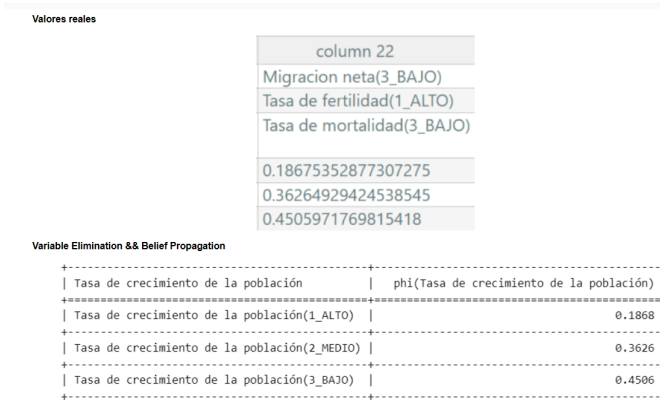 Valores reales
column 22
Migracion neta(3_BAJO)
Tasa de fertilidad(1_ALTO)
Tasa de mortalidad(3_BAJO)
0.18675352877307275
0.36264929424538545
0.4505971769815418
Variable Elimination && Belief Propagation
+---------------------------------------------+------------------------------------------
| Tasa de crecimiento de la población | phi(Tasa de crecimiento de la población)
+=============================================+==========================================
| Tasa de crecimiento de la población(1_ALTO) | 0.1868
+---------------------------------------------+------------------------------------------
| Tasa de crecimiento de la población(2_MEDIO) | 0.3626
+---------------------------------------------+------------------------------------------
| Tasa de crecimiento de la población(3_BAJO) | 0.4506
+---------------------------------------------+------------------------------------------